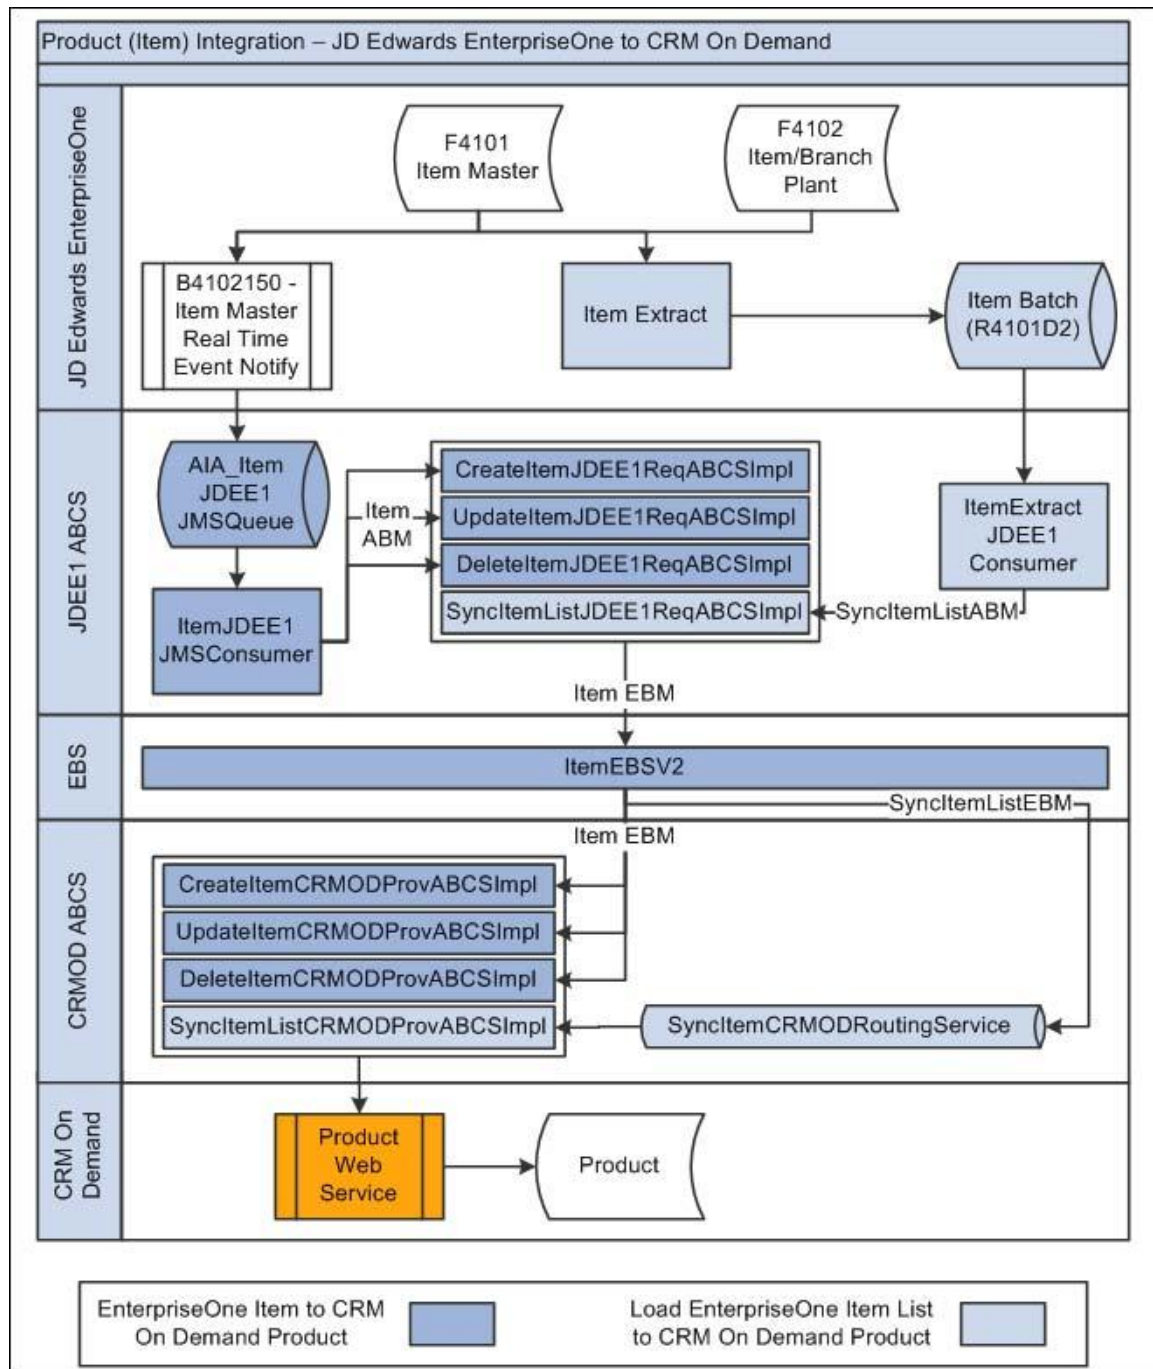 Product (Item) Integration – JD Edwards EnterpriseOne to CRM On Demand
JD Edwards EnterpriseOne
F4101
Item Master
F4102
Item/Branch
Plant
B4102150 -
Item Master
Real Time
Event Notify
Item Extract
Item Batch
(R4101D2)
JDEE1 ABCS
AIA_Item
JDEE1
JMSQueue
Item
ABM
CreateItemJDEE1ReqABCSImpl
UpdateItemJDEE1ReqABCSImpl
DeleteItemJDEE1ReqABCSImpl
SyncItemListJDEE1ReqABCSImpl
ItemExtract
JDEE1
Consumer
SyncItemListABM
ItemJDEE1
JMSConsumer
Item EBM
EBS
ItemEBSV2
SyncItemListEBM
Item EBM
CRMOD ABCS
CreateItemCRMODProvABCSImpl
UpdateItemCRMODProvABCSImpl
DeleteItemCRMODProvABCSImpl
SyncItemListCRMODProvABCSImpl
SyncItemCRMODRoutingService
CRM On
Demand
Product
Web
Service
Product
EnterpriseOne Item to CRM
On Demand Product
Load EnterpriseOne Item List
to CRM On Demand Product